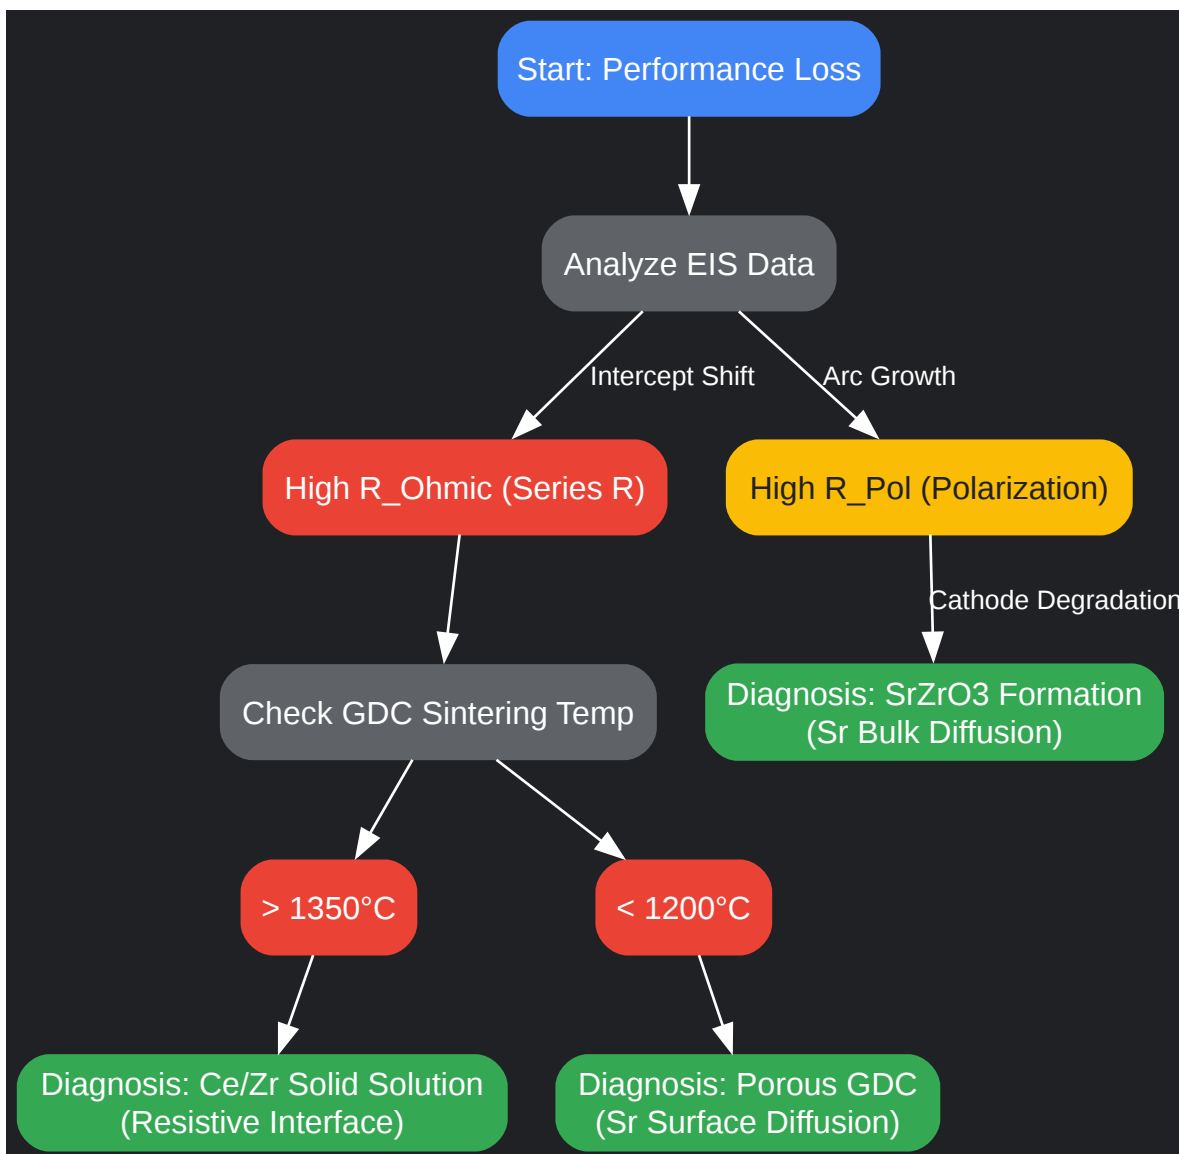 Start: Performance Loss
Analyze EIS Data
Intercept Shift
Arc Growth
High R_Ohmic (Series R)
High R_Pol (Polarization)
Cathode Degradation
Check GDC Sintering Temp
Diagnosis: SrZrO3 Formation
(Sr Bulk Diffusion)
> 1350°C
< 1200°C
Diagnosis: Ce/Zr Solid Solution
(Resistive Interface)
Diagnosis: Porous GDC
(Sr Surface Diffusion)